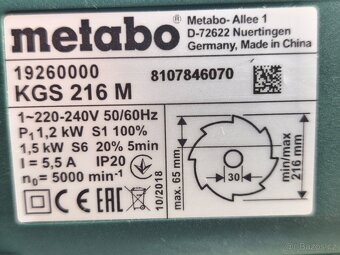 metabo
Metabo- Allee 1
D-72622 Nuertingen
Germany, Made in China
19260000
8107846070
KGS 216 M
1~220-240V 50/60Hz
P₁ 1,2 kW S1 100%
1,5 kW S6 20% 5min
I = 5,5 A IP20
n₀= 5000 min⁻¹
10/2018
max. 65 mm
30
min/max
216 mm
CE
EAC